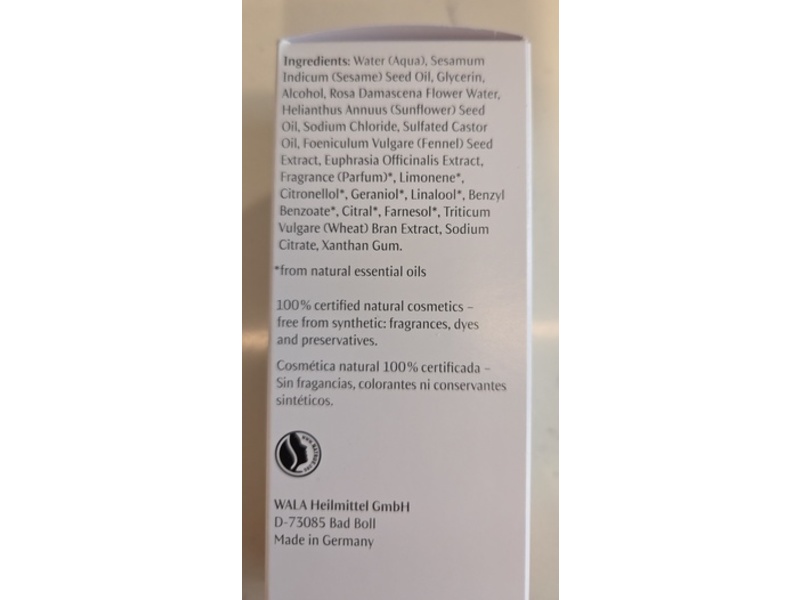 Ingredients: Water (Aqua), Sesamum
Indicum (Sesame) Seed Oil, Glycerin,
Alcohol, Rosa Damascena Flower Water,
Helianthus Annuus (Sunflower) Seed
Oil, Sodium Chloride, Sulfated Castor
Oil, Foeniculum Vulgare (Fennel) Seed
Extract, Euphrasia Officinalis Extract,
Fragrance (Parfum)*, Limonene*,
Citronellol*, Geraniol*, Linalool*, Benzyl
Benzoate*, Citral*, Farnesol*, Triticum
Vulgare (Wheat) Bran Extract, Sodium
Citrate, Xanthan Gum.
*from natural essential oils
100% certified natural cosmetics –
free from synthetic: fragrances, dyes
and preservatives.
Cosmética natural 100% certificada –
Sin fragancias, colorantes ni conservantes
sintéticos.
WALA Heilmittel GmbH
D-73085 Bad Boll
Made in Germany